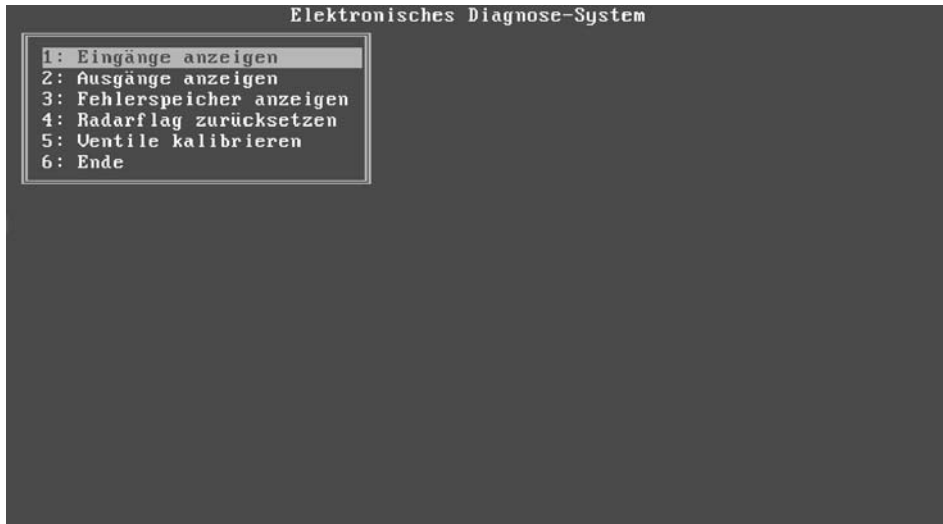 Elektronisches Diagnose-System
1: Eingänge anzeigen
2: Ausgänge anzeigen
3: Fehlerspeicher anzeigen
4: Radarflag zurücksetzen
5: Ventile kalibrieren
6: Ende